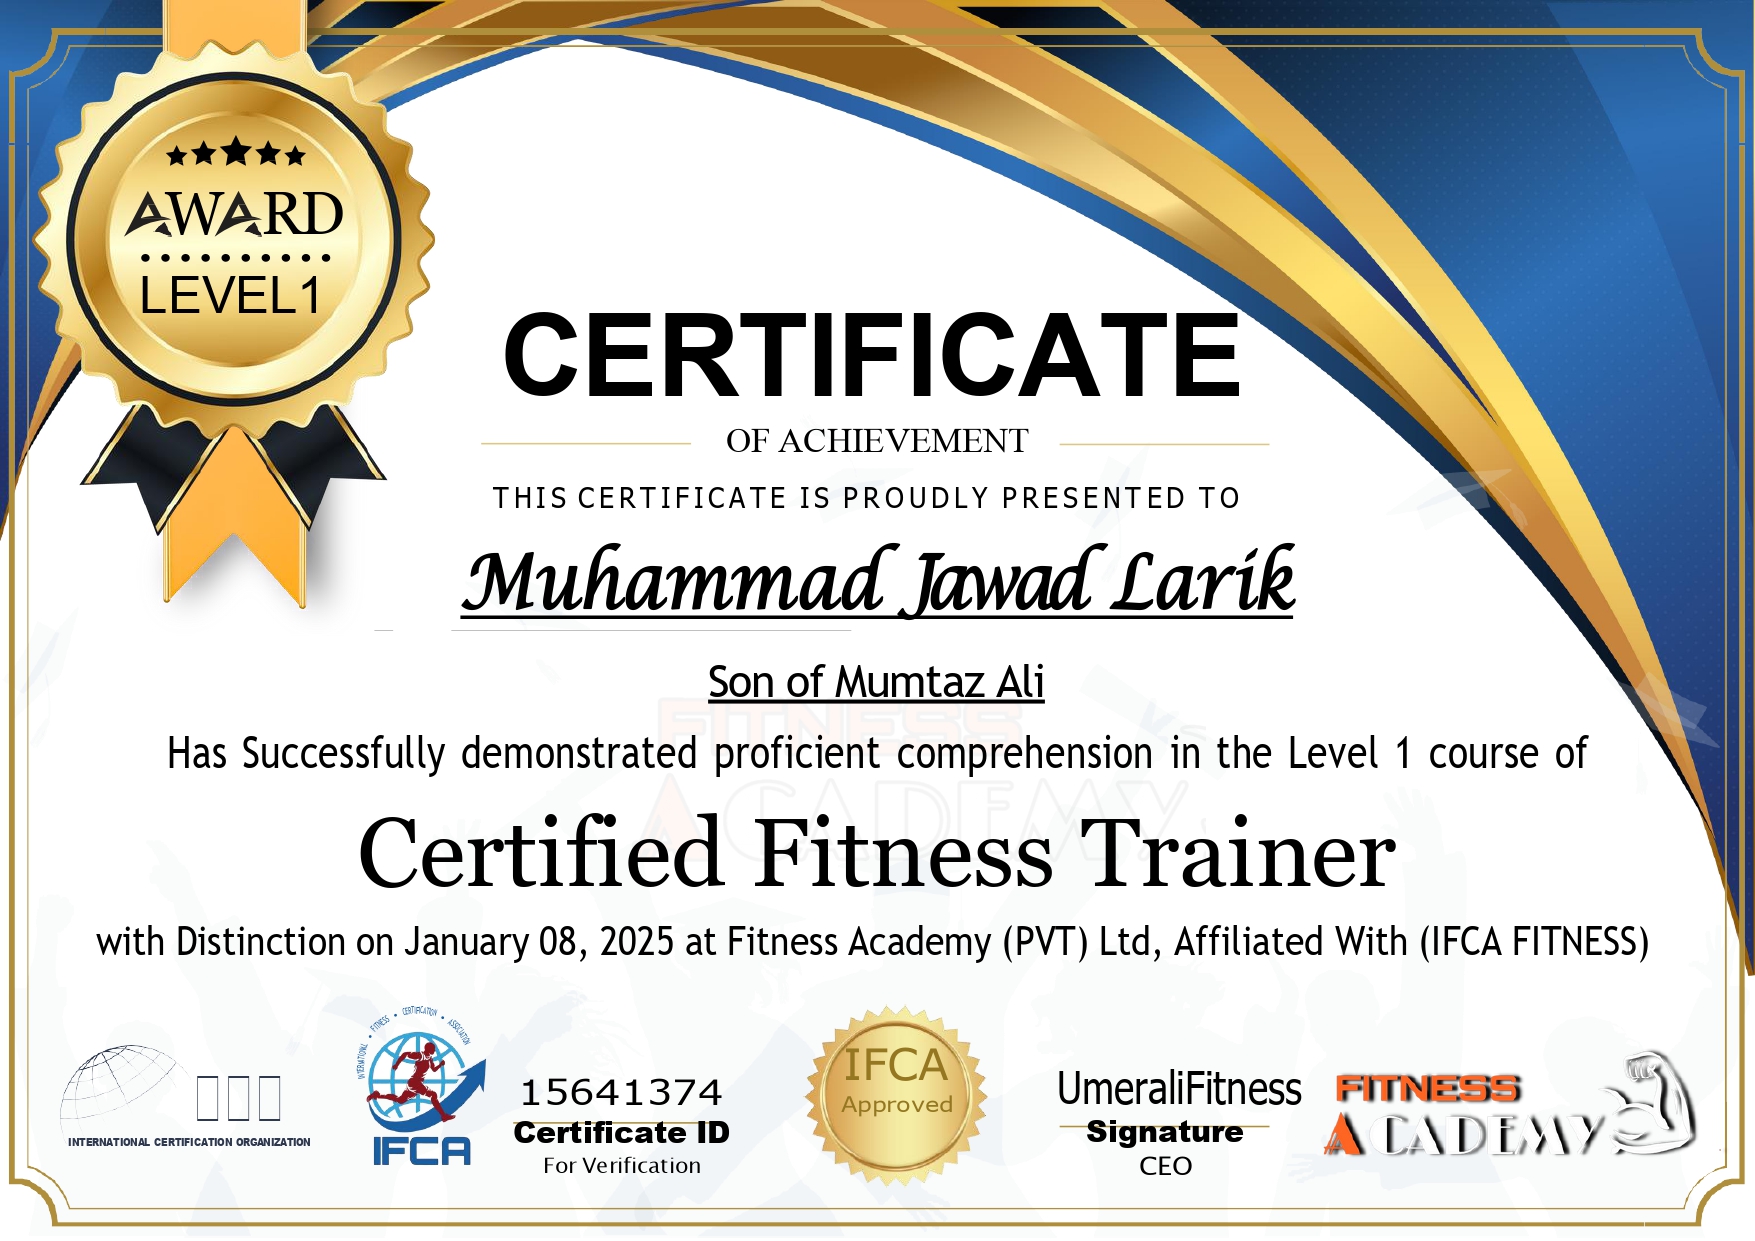 AWARD
LEVEL1
CERTIFICATE
OF ACHIEVEMENT
THIS CERTIFICATE IS PROUDLY PRESENTED TO
Muhammad Jawad Larik
Son of Mumtaz Ali
Has Successfully demonstrated proficient comprehension in the Level 1 course of
Certified Fitness Trainer
with Distinction on January 08, 2025 at Fitness Academy (PVT) Ltd, Affiliated With (IFCA FITNESS)
INTERNATIONAL CERTIFICATION ORGANIZATION
INTERNATIONAL • FITNESS • CERTIFICATION • ASSOCIATION
IFCA
15641374
Certificate ID
For Verification
IFCA
Approved
UmeraliFitness
Signature
CEO
FITNESS
ACADEMY
FITNESS
ACADEMY